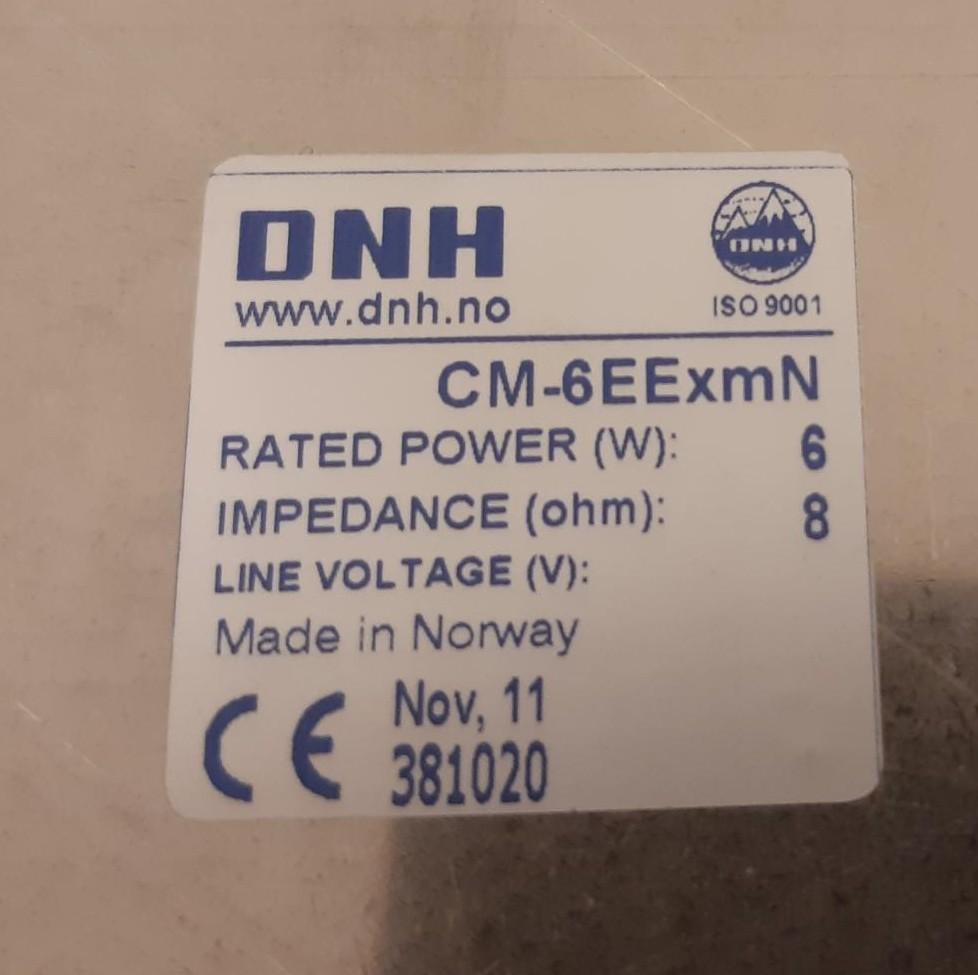 DNH
DNH
www.dnh.no
ISO 9001
CM-6EExmN
RATED POWER (W): 6
IMPEDANCE (ohm): 8
LINE VOLTAGE (V):
Made in Norway
CE
Nov, 11
381020